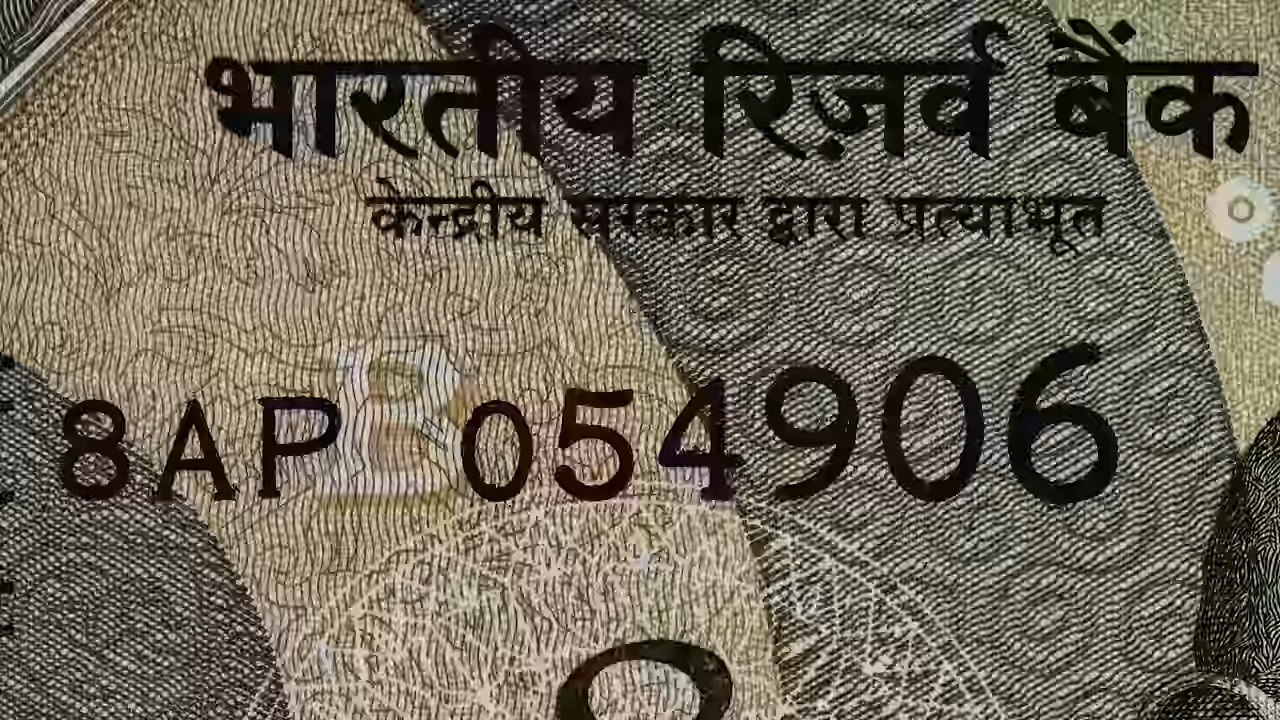 भारतीय रिज़र्व बैंक
केन्द्रीय सरकार द्वारा प्रत्याभूत
8AP B 054906